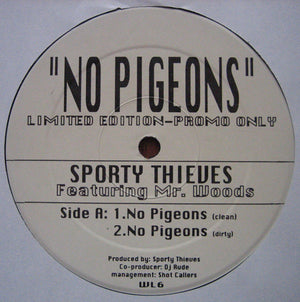 "NO PIGEONS"
LIMITED EDITION-PROMO ONLY
SPORTY THIEVES
Featuring Mr. Woods
Side A: 1.No Pigeons (clean)
2.No Pigeons (dirty)
Produced by: Sporty Thieves
Co-producer: DJ Rude
management: Shot Callers
WL6